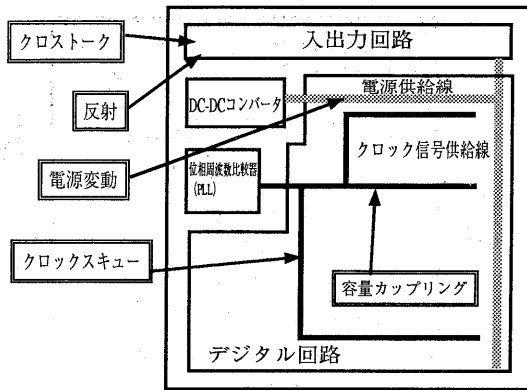 クロストーク
入出力回路
反射
DC-DCコンバータ
電源供給線
電源変動
位相周波数比較器
(PLL)
クロック信号供給線
クロックスキュー
容量カップリング
デジタル回路